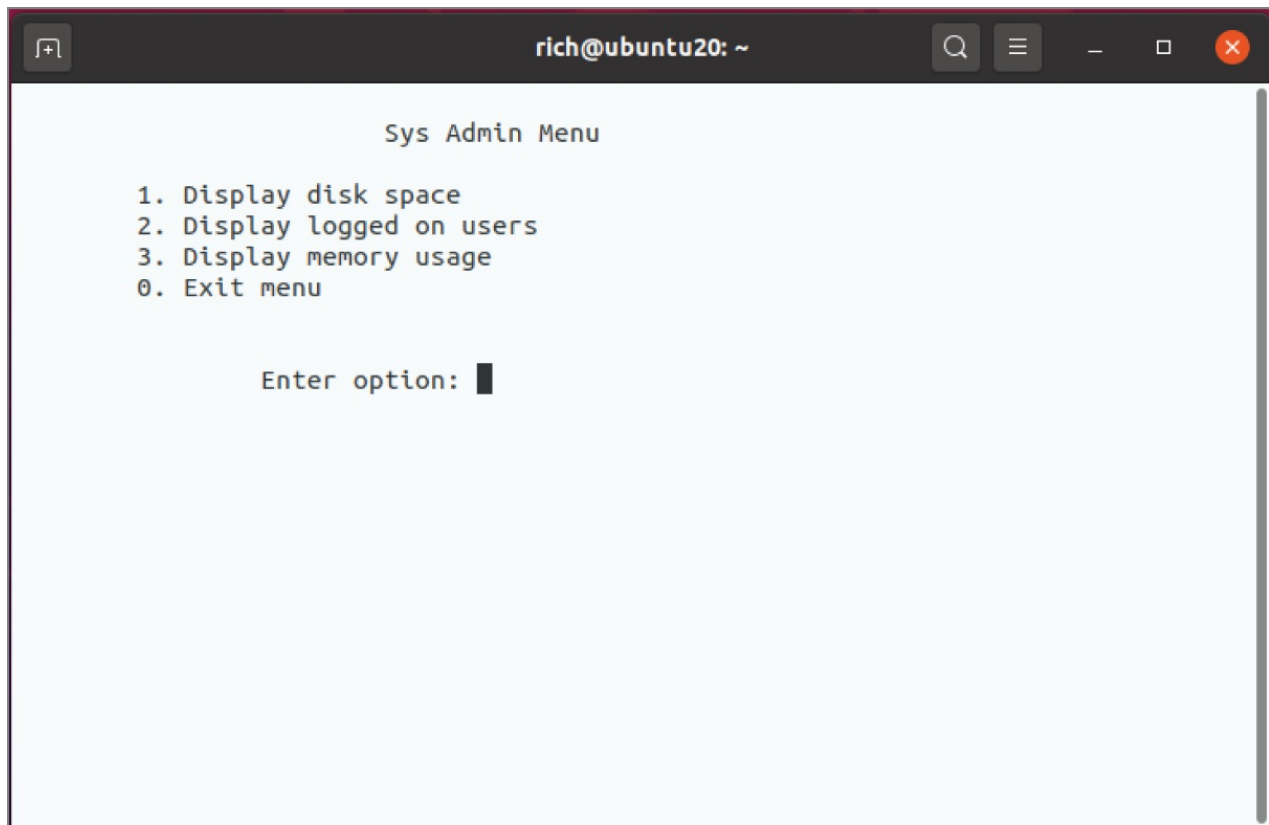 rich@ubuntu20: ~
Sys Admin Menu
1. Display disk space
2. Display logged on users
3. Display memory usage
0. Exit menu
Enter option: